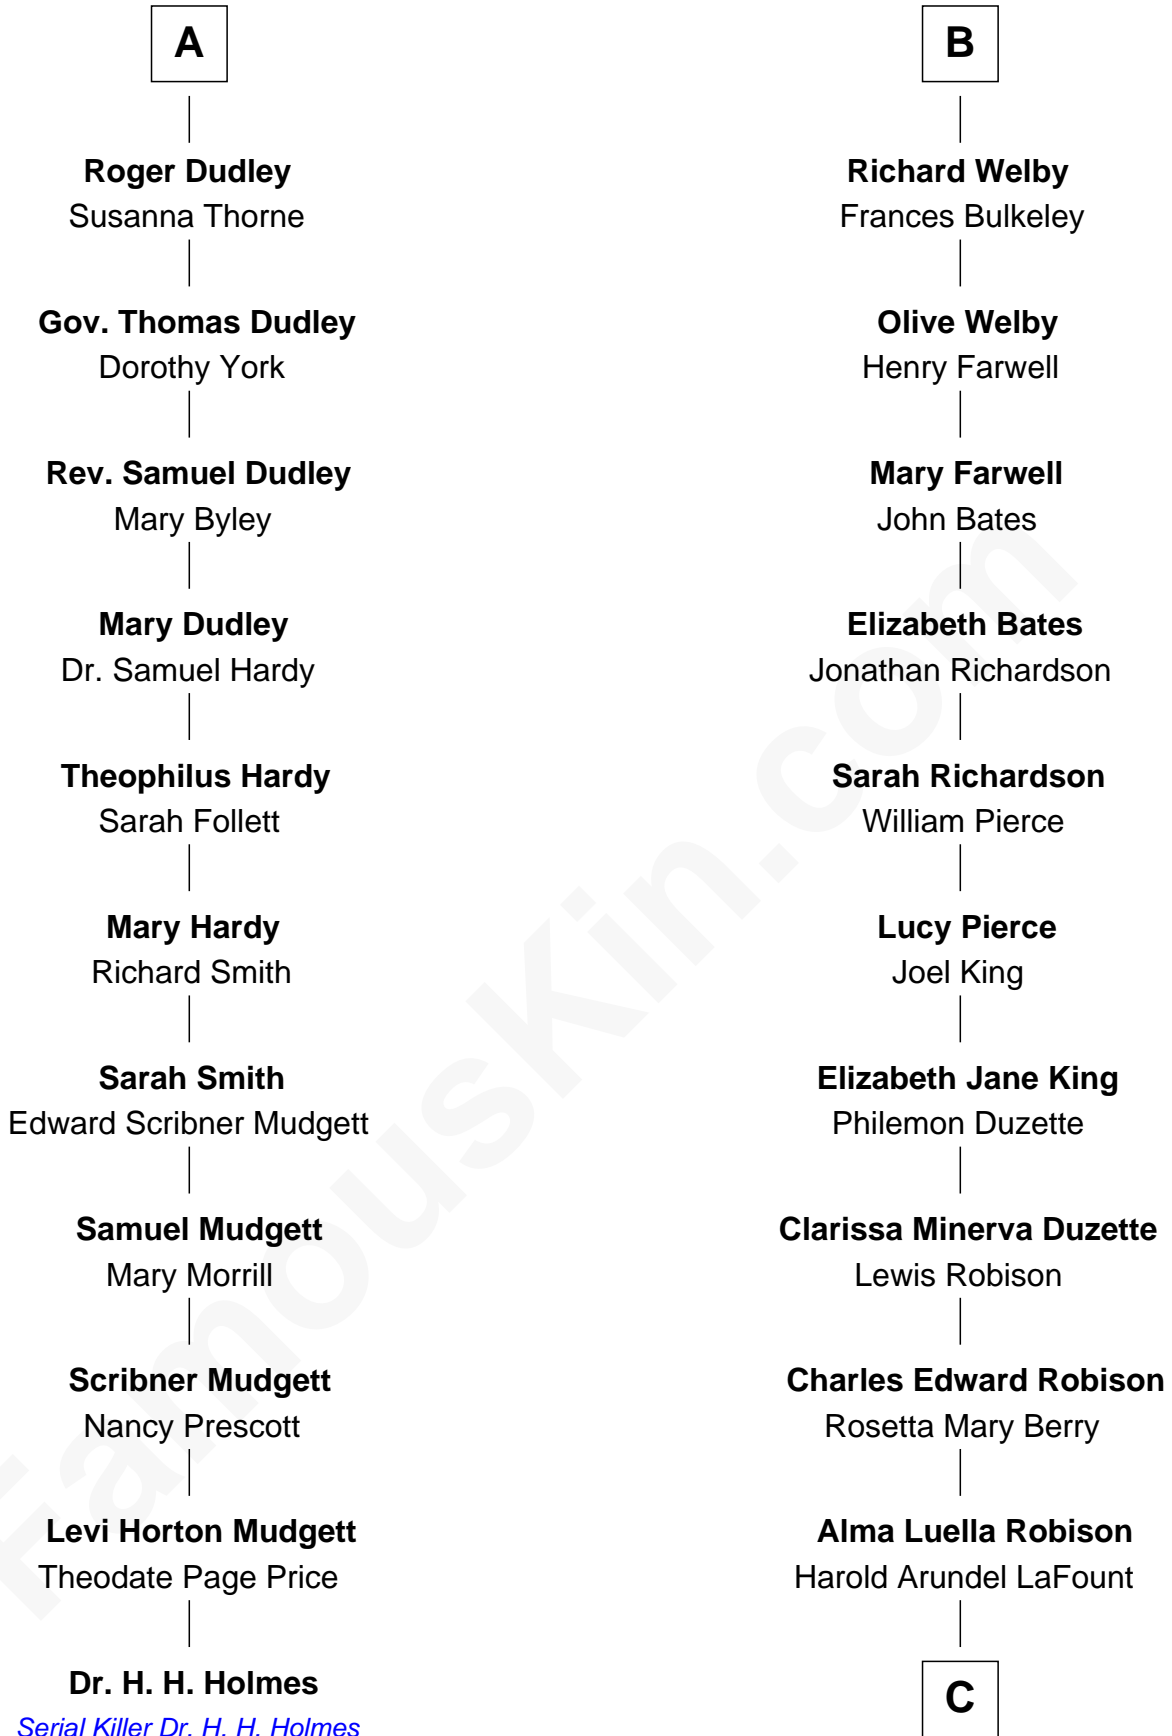 A
Roger Dudley
Susanna Thorne
Gov. Thomas Dudley
Dorothy York
Rev. Samuel Dudley
Mary Byley
Mary Dudley
Dr. Samuel Hardy
Theophilus Hardy
Sarah Follett
Mary Hardy
Richard Smith
Sarah Smith
Edward Scribner Mudgett
Samuel Mudgett
Mary Morrill
Scribner Mudgett
Nancy Prescott
Levi Horton Mudgett
Theodate Page Price
Dr. H. H. Holmes
Serial Killer Dr. H. H. Holmes
B
Richard Welby
Frances Bulkeley
Olive Welby
Henry Farwell
Mary Farwell
John Bates
Elizabeth Bates
Jonathan Richardson
Sarah Richardson
William Pierce
Lucy Pierce
Joel King
Elizabeth Jane King
Philemon Duzette
Clarissa Minerva Duzette
Lewis Robison
Charles Edward Robison
Rosetta Mary Berry
Alma Luella Robison
Harold Arundel LaFount
C
FamousKin.com